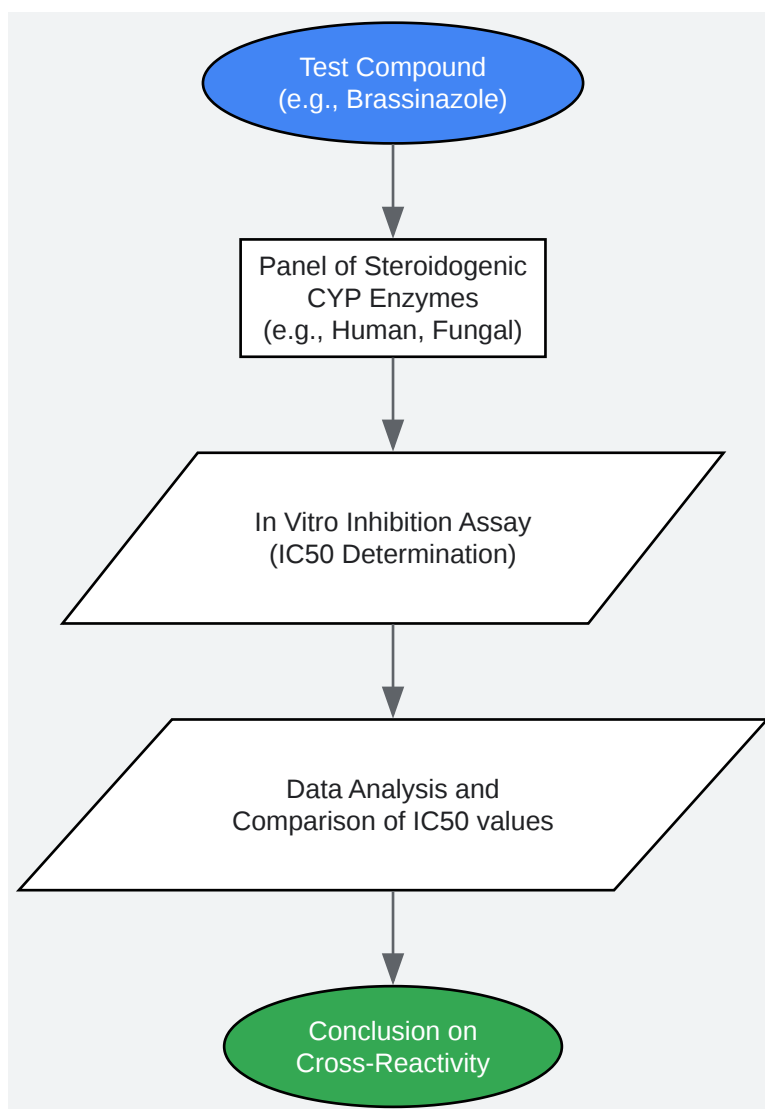 Test Compound
(e.g., Brassinazole)
Panel of Steroidogenic
CYP Enzymes
(e.g., Human, Fungal)
In Vitro Inhibition Assay
(IC50 Determination)
Data Analysis and
Comparison of IC50 values
Conclusion on
Cross-Reactivity